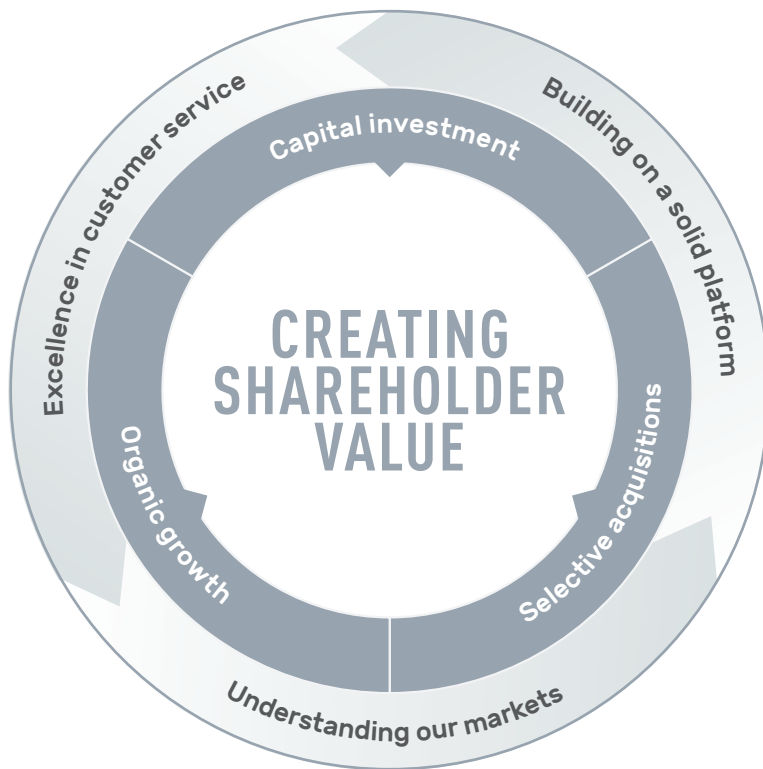 Excellence in customer service
Building on a solid platform
Capital investment
CREATING
SHAREHOLDER
VALUE
Organic growth
Selective acquisitions
Understanding our markets